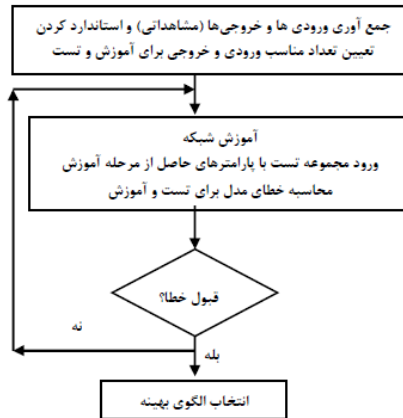 جمع آوری ورودی ها و خروجی‌ها (مشاهداتی) و استاندارد کردن
تعیین تعداد مناسب ورودی و خروجی برای آموزش و تست
آموزش شبکه
ورود مجموعه تست با پارامترهای حاصل از مرحله آموزش
محاسبه خطای مدل برای تست و آموزش
قبول خطا؟
نه
بله
انتخاب الگوی بهینه